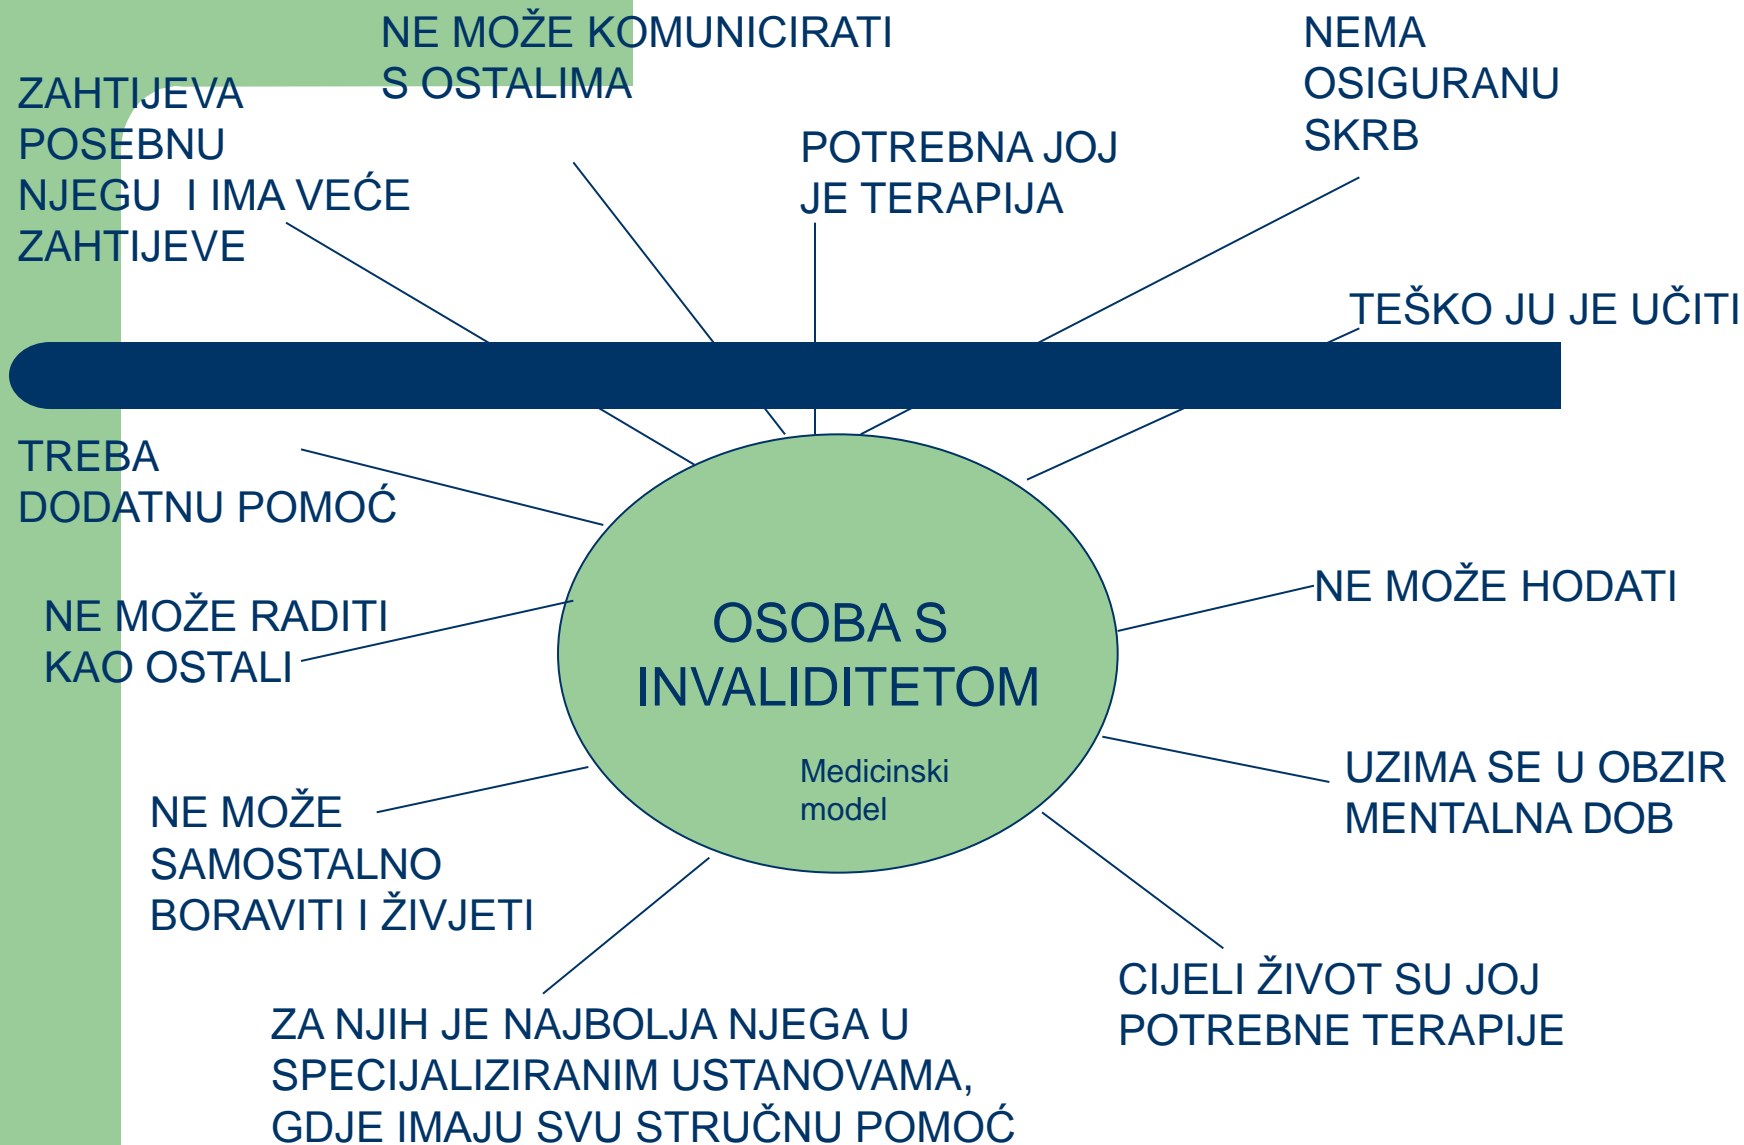 NE MOŽE KOMUNICIRATI
S OSTALIMA
NEMA
OSIGURANU
SKRB
ZAHTIJEVA
POSEBNU
NJEGU I IMA VEĆE
ZAHTIJEVE
POTREBNA JOJ
JE TERAPIJA
TEŠKO JU JE UČITI
TREBA
DODATNU POMOĆ
NE MOŽE HODATI
NE MOŽE RADITI
KAO OSTALI
OSOBA S
INVALIDITETOM
Medicinski
model
UZIMA SE U OBZIR
MENTALNA DOB
NE MOŽE
SAMOSTALNO
BORAVITI I ŽIVJETI
CIJELI ŽIVOT SU JOJ
POTREBNE TERAPIJE
ZA NJIH JE NAJBOLJA NJEGA U
SPECIJALIZIRANIM USTANOVAMA,
GDJE IMAJU SVU STRUČNU POMOĆ